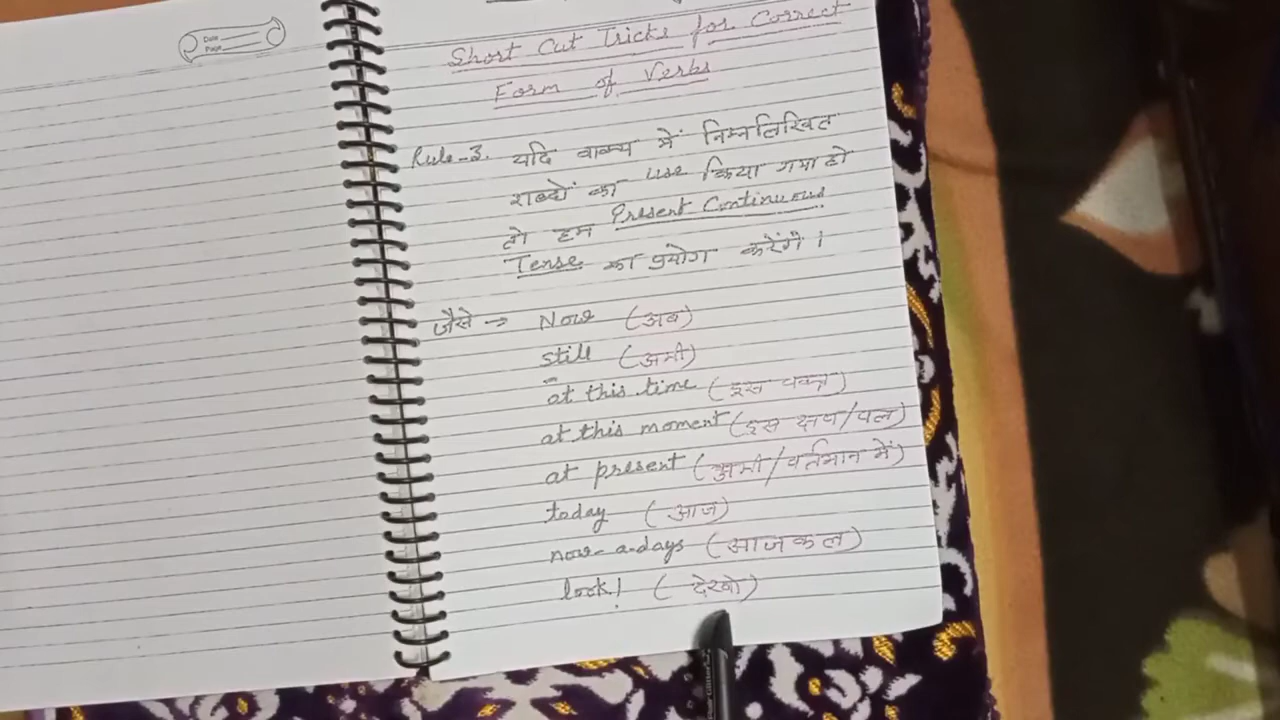 Date
Page
Short Cut Tricks for Correct
Form of Verbs
Rule-3. यदि वाक्य में निम्नलिखित
शब्दों का use किया गया हो
तो हम Present Continuous
Tense का प्रयोग करेंगे।
जैसे → Now (अब)
still (अभी)
at this time (इस वक्त)
at this moment (इस क्षण/पल)
at present (अभी/वर्तमान में)
today (आज)
now-a-days (आजकल)
look! (देखो)